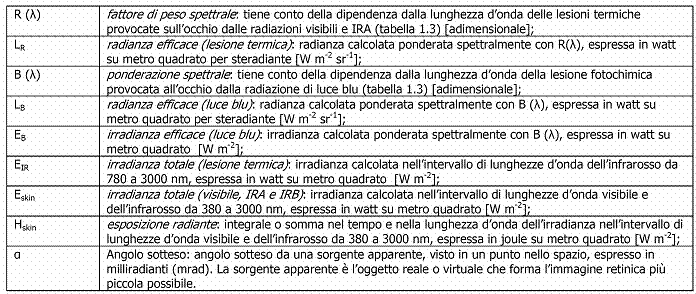 R (λ) fattore di peso spettrale: tiene conto della dipendenza dalla lunghezza d'onda delle lesioni termiche
provocate sull'occhio dalle radiazioni visibili e IRA (tabella 1.3) [adimensionale];
L_R radianza efficace (lesione termica): radianza calcolata ponderata spettralmente con R(λ), espressa in watt
su metro quadrato per steradiante [W m⁻² sr⁻¹];
B (λ) ponderazione spettrale: tiene conto della dipendenza dalla lunghezza d'onda della lesione fotochimica
provocata all'occhio dalla radiazione di luce blu (tabella 1.3) [adimensionale];
L_B radianza efficace (luce blu): radianza calcolata ponderata spettralmente con B (λ), espressa in watt su
metro quadrato per steradiante [W m⁻² sr⁻¹];
E_B irradianza efficace (luce blu): irradianza calcolata ponderata spettralmente con B (λ), espressa in watt su
metro quadrato [W m⁻²];
E_IR irradianza totale (lesione termica): irradianza calcolata nell'intervallo di lunghezze d'onda dell'infrarosso da
780 a 3000 nm, espressa in watt su metro quadrato [W m⁻²];
E_skin irradianza totale (visibile, IRA e IRB): irradianza calcolata nell'intervallo di lunghezze d'onda visibile e
dell'infrarosso da 380 a 3000 nm, espressa in watt su metro quadrato [W m⁻²];
H_skin esposizione radiante: integrale o somma nel tempo e nella lunghezza d'onda dell'irradianza nell'intervallo di
lunghezze d'onda visibile e dell'infrarosso da 380 a 3000 nm, espressa in joule su metro quadrato [W m⁻²];
α Angolo sotteso: angolo sotteso da una sorgente apparente, visto in un punto nello spazio, espresso in
milliradianti (mrad). La sorgente apparente è l'oggetto reale o virtuale che forma l'immagine retinica più
piccola possibile.